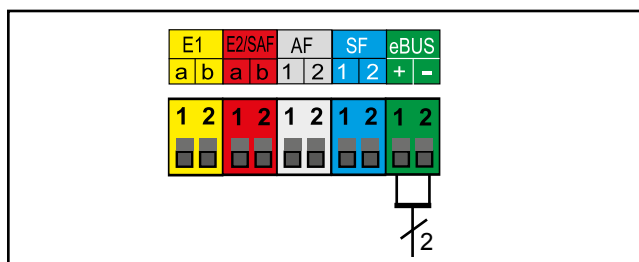 E1 E2/SAF AF SF eBUS
a b a b 1 2 1 2 + -
1 2 1 2 1 2 1 2 1 2
2